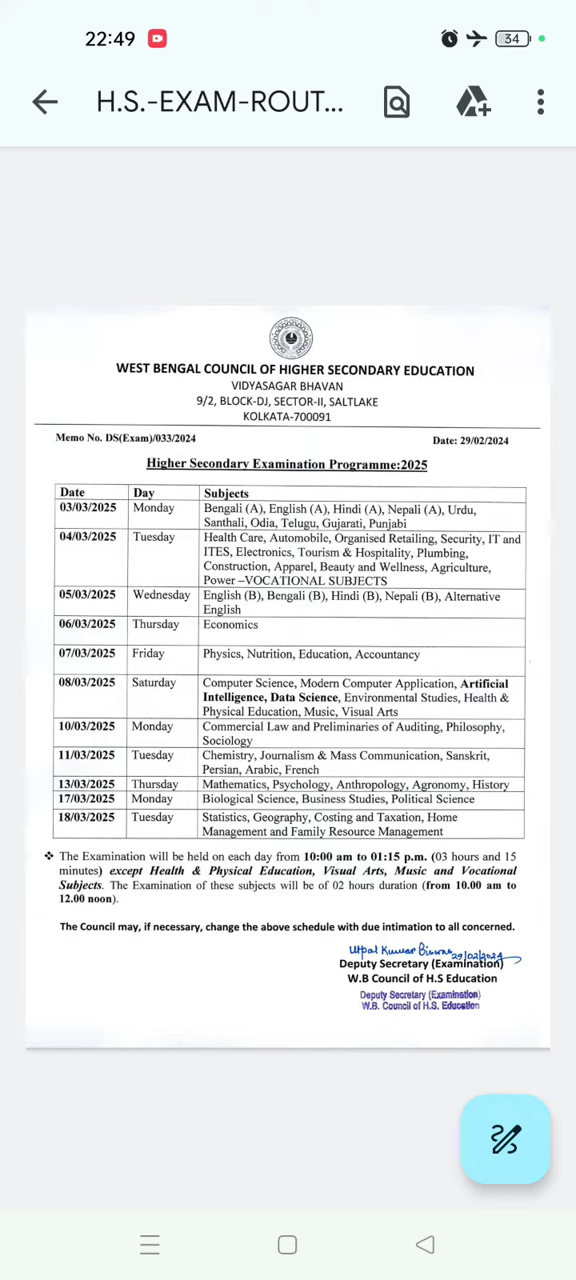 22:49
34
H.S.-EXAM-ROUT...
WEST BENGAL COUNCIL OF HIGHER SECONDARY EDUCATION
VIDYASAGAR BHAVAN
9/2, BLOCK-DJ, SECTOR-II, SALTLAKE
KOLKATA-700091
Memo No. DS(Exam)/033/2024 Date: 29/02/2024
Higher Secondary Examination Programme:2025
Date Day Subjects
03/03/2025 Monday Bengali (A), English (A), Hindi (A), Nepali (A), Urdu,
Santhali, Odia, Telugu, Gujarati, Punjabi
04/03/2025 Tuesday Health Care, Automobile, Organised Retailing, Security, IT and
ITES, Electronics, Tourism & Hospitality, Plumbing,
Construction, Apparel, Beauty and Wellness, Agriculture,
Power –VOCATIONAL SUBJECTS
05/03/2025 Wednesday English (B), Bengali (B), Hindi (B), Nepali (B), Alternative
English
06/03/2025 Thursday Economics
07/03/2025 Friday Physics, Nutrition, Education, Accountancy
08/03/2025 Saturday Computer Science, Modern Computer Application, Artificial
Intelligence, Data Science, Environmental Studies, Health &
Physical Education, Music, Visual Arts
10/03/2025 Monday Commercial Law and Preliminaries of Auditing, Philosophy,
Sociology
11/03/2025 Tuesday Chemistry, Journalism & Mass Communication, Sanskrit,
Persian, Arabic, French
13/03/2025 Thursday Mathematics, Psychology, Anthropology, Agronomy, History
17/03/2025 Monday Biological Science, Business Studies, Political Science
18/03/2025 Tuesday Statistics, Geography, Costing and Taxation, Home
Management and Family Resource Management
❖ The Examination will be held on each day from 10:00 am to 01:15 p.m. (03 hours and 15
minutes) except Health & Physical Education, Visual Arts, Music and Vocational
Subjects. The Examination of these subjects will be of 02 hours duration (from 10.00 am to
12.00 noon).
The Council may, if necessary, change the above schedule with due intimation to all concerned.
Utpal Kumar Biswas 29/02/2024
Deputy Secretary (Examination)
W.B Council of H.S Education
Deputy Secretary (Examination)
W.B. Council of H.S. Education